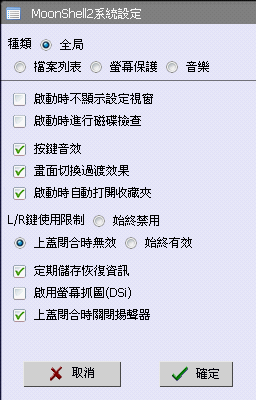 MoonShell2系統設定
種類 全局
檔案列表 螢幕保護 音樂
啟動時不顯示設定視窗
啟動時進行磁碟檢查
按鍵音效
畫面切換過渡效果
啟動時自動打開收藏夾
L/R鍵使用限制 始終禁用
上蓋閉合時無效 始終有效
定期儲存恢復資訊
啟用螢幕抓圖(DSi)
上蓋閉合時關閉揚聲器
取消 確定